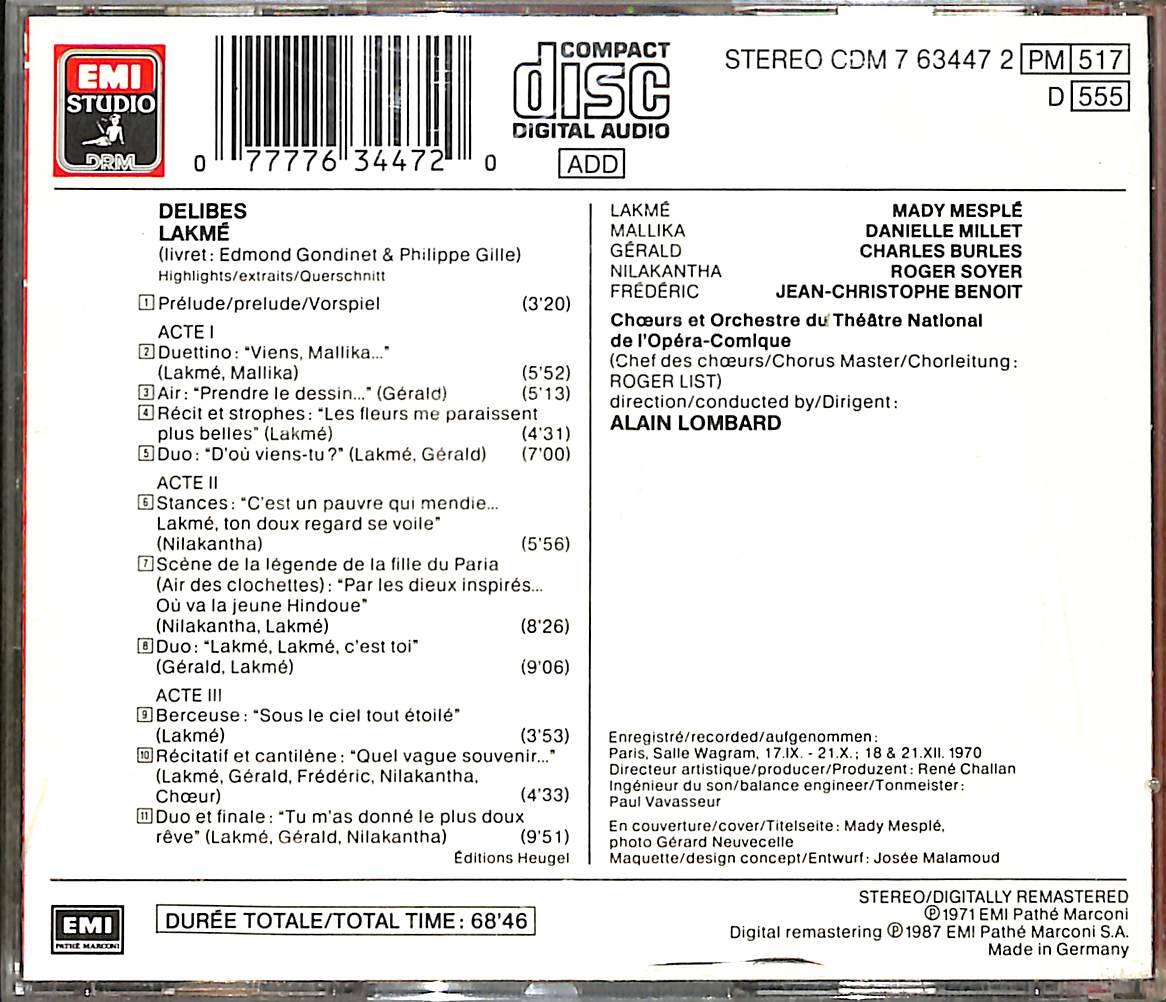 EMI
STUDIO
DRM
0 77776 34472 0
COMPACT
disc
DIGITAL AUDIO
ADD
STEREO CDM 7 63447 2 PM 517
D 555
DELIBES
LAKMÉ
(livret: Edmond Gondinet & Philippe Gille)
Highlights/extraits/Querschnitt
1 Prélude/prelude/Vorspiel (3'20)
ACTE I
2 Duettino: "Viens, Mallika..."
(Lakmé, Mallika) (5'52)
3 Air: "Prendre le dessin..." (Gérald) (5'13)
4 Récit et strophes: "Les fleurs me paraissent
plus belles" (Lakmé) (4'31)
5 Duo: "D'où viens-tu?" (Lakmé, Gérald) (7'00)
ACTE II
6 Stances: "C'est un pauvre qui mendie...
Lakmé, ton doux regard se voile"
(Nilakantha) (5'56)
7 Scène de la légende de la fille du Paria
(Air des clochettes): "Par les dieux inspirés...
Où va la jeune Hindoue"
(Nilakantha, Lakmé) (8'26)
8 Duo: "Lakmé, Lakmé, c'est toi"
(Gérald, Lakmé) (9'06)
ACTE III
9 Berceuse: "Sous le ciel tout étoilé"
(Lakmé) (3'53)
10 Récitatif et cantilène: "Quel vague souvenir..."
(Lakmé, Gérald, Frédéric, Nilakantha,
Chœur) (4'33)
11 Duo et finale: "Tu m'as donné le plus doux
rêve" (Lakmé, Gérald, Nilakantha) (9'51)
Éditions Heugel
LAKMÉ MADY MESPLÉ
MALLIKA DANIELLE MILLET
GÉRALD CHARLES BURLES
NILAKANTHA ROGER SOYER
FRÉDÉRIC JEAN-CHRISTOPHE BENOIT
Chœurs et Orchestre du Théâtre National
de l'Opéra-Comique
(Chef des chœurs/Chorus Master/Chorleitung:
ROGER LIST)
direction/conducted by/Dirigent:
ALAIN LOMBARD
Enregistré/recorded/aufgenommen:
Paris, Salle Wagram, 17.IX. - 21.X.; 18 & 21.XII. 1970
Directeur artistique/producer/Produzent: René Challan
Ingénieur du son/balance engineer/Tonmeister:
Paul Vavasseur
En couverture/cover/Titelseite: Mady Mesplé,
photo Gérard Neuvecelle
Maquette/design concept/Entwurf: Josée Malamoud
EMI
PATHÉ MARCONI
DURÉE TOTALE/TOTAL TIME: 68'46
STEREO/DIGITALLY REMASTERED
℗1971 EMI Pathé Marconi
Digital remastering ℗1987 EMI Pathé Marconi S.A.
Made in Germany